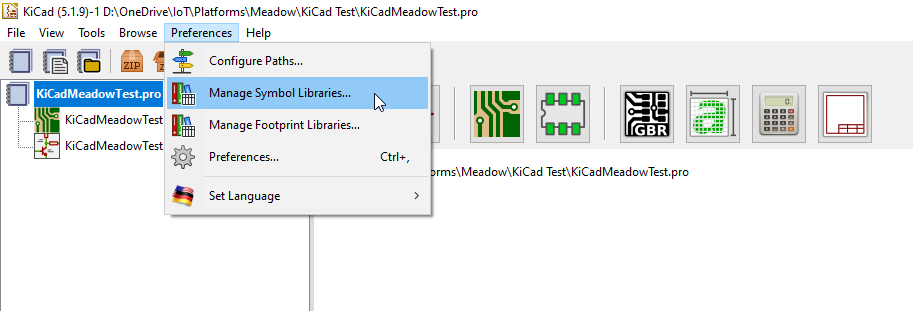 KiCad (5.1.9)-1 D:\OneDrive\IoT\Platforms\Meadow\KiCad Test\KiCadMeadowTest.pro
File View Tools Browse Preferences Help
ZIP
Configure Paths...
KiCadMeadowTest.pro
Manage Symbol Libraries...
KiCadMeadowTest
Manage Footprint Libraries...
GBR
a
KiCadMeadowTest
Preferences... Ctrl+,
\Meadow\KiCad Test\KiCadMeadowTest.pro
Set Language